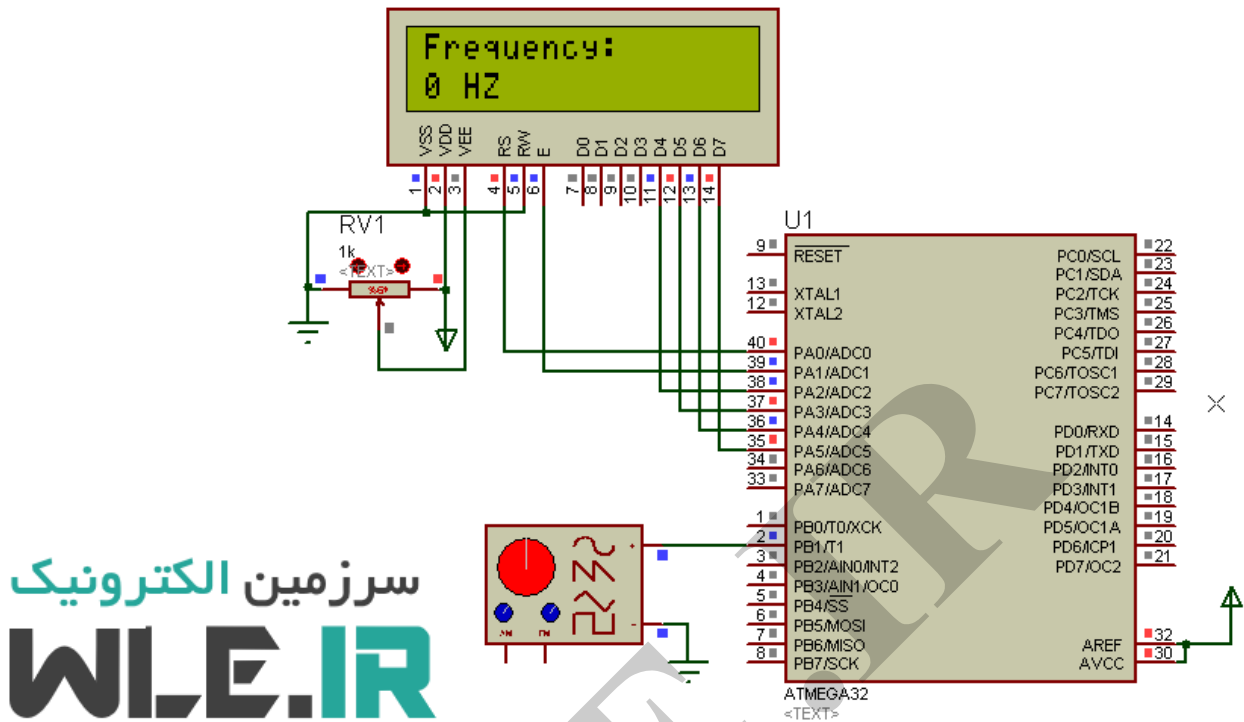 Frequency:
0 HZ
VSS
VDD
VEE
RS
RW
E
D0
D1
D2
D3
D4
D5
D6
D7
1
2
3
4
5
6
7
8
9
10
11
12
13
14
RV1
1k
<TEXT>
U1
9 RESET
13 XTAL1
12 XTAL2
40 PA0/ADC0
39 PA1/ADC1
38 PA2/ADC2
37 PA3/ADC3
36 PA4/ADC4
35 PA5/ADC5
34 PA6/ADC6
33 PA7/ADC7
1 PB0/T0/XCK
2 PB1/T1
3 PB2/AIN0/INT2
4 PB3/AIN1/OC0
5 PB4/SS
6 PB5/MOSI
7 PB6/MISO
8 PB7/SCK
PC0/SCL 22
PC1/SDA 23
PC2/TCK 24
PC3/TMS 25
PC4/TDO 26
PC5/TDI 27
PC6/TOSC1 28
PC7/TOSC2 29
PD0/RXD 14
PD1/TXD 15
PD2/INT0 16
PD3/INT1 17
PD4/OC1B 18
PD5/OC1A 19
PD6/ICP1 20
PD7/OC2 21
AREF 32
AVCC 30
ATMEGA32
<TEXT>
+
-
AM FM
سرزمین الکترونیک
WLE.IR
E.IR